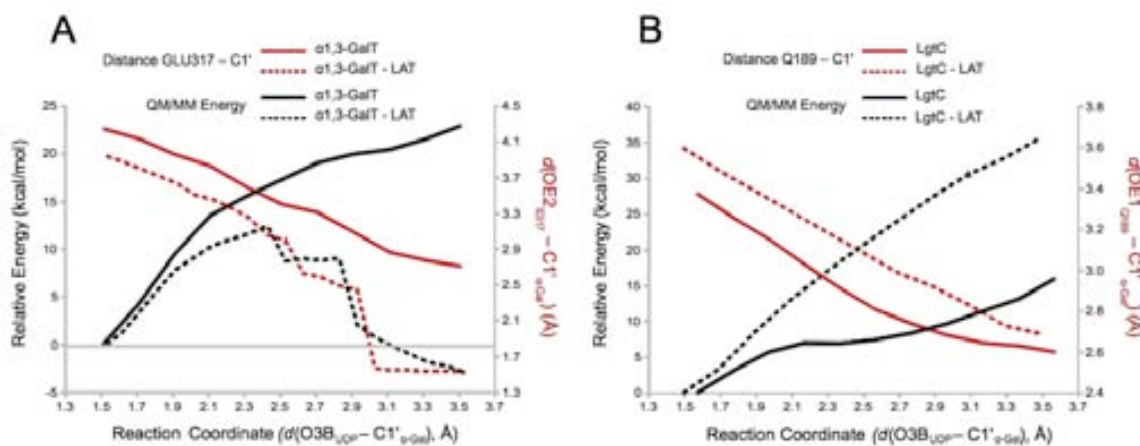 A
Distance GLU317 – C1'
α1,3-GalT
α1,3-GalT - LAT
QM/MM Energy
α1,3-GalT
α1,3-GalT - LAT
Relative Energy (kcal/mol)
25
20
15
10
5
0
-5
4.5
4.1
3.7
3.3
2.9
2.5
2.1
1.7
1.3
d(OE2 E317 – C1' α-Gal) (Å)
1.3 1.5 1.7 1.9 2.1 2.3 2.5 2.7 2.9 3.1 3.3 3.5 3.7
Reaction Coordinate (d(O3B UDP – C1' α-Gal), Å)
B
Distance Q189 – C1'
LgtC
LgtC - LAT
QM/MM Energy
LgtC
LgtC - LAT
Relative Energy (kcal/mol)
40
35
30
25
20
15
10
5
0
3.8
3.6
3.4
3.2
3.0
2.8
2.6
2.4
d(OE1 Q189 – C1' α-Gal) (Å)
1.3 1.5 1.7 1.9 2.1 2.3 2.5 2.7 2.9 3.1 3.3 3.5 3.7
Reaction Coordinate (d(O3B UDP – C1' α-Gal), Å)